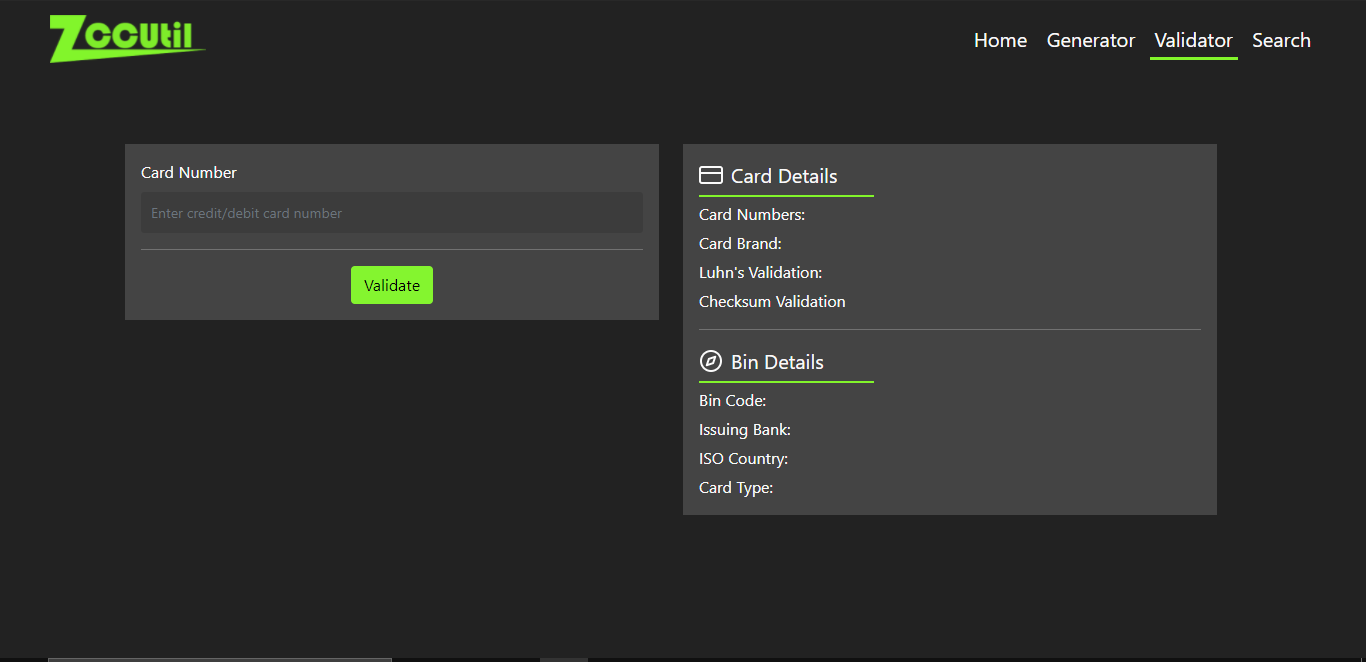 Zccutil
Home Generator Validator Search
Card Number
Enter credit/debit card number
Validate
Card Details
Card Numbers:
Card Brand:
Luhn's Validation:
Checksum Validation
Bin Details
Bin Code:
Issuing Bank:
ISO Country:
Card Type: